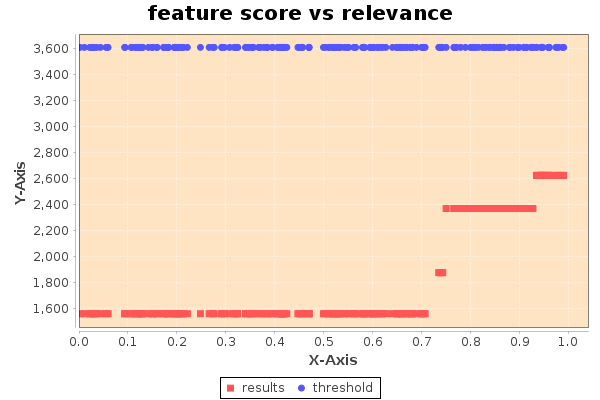 feature score vs relevance
3,600
3,400
3,200
3,000
2,800
2,600
2,400
2,200
2,000
1,800
1,600
Y-Axis
0.0 0.1 0.2 0.3 0.4 0.5 0.6 0.7 0.8 0.9 1.0
X-Axis
results threshold